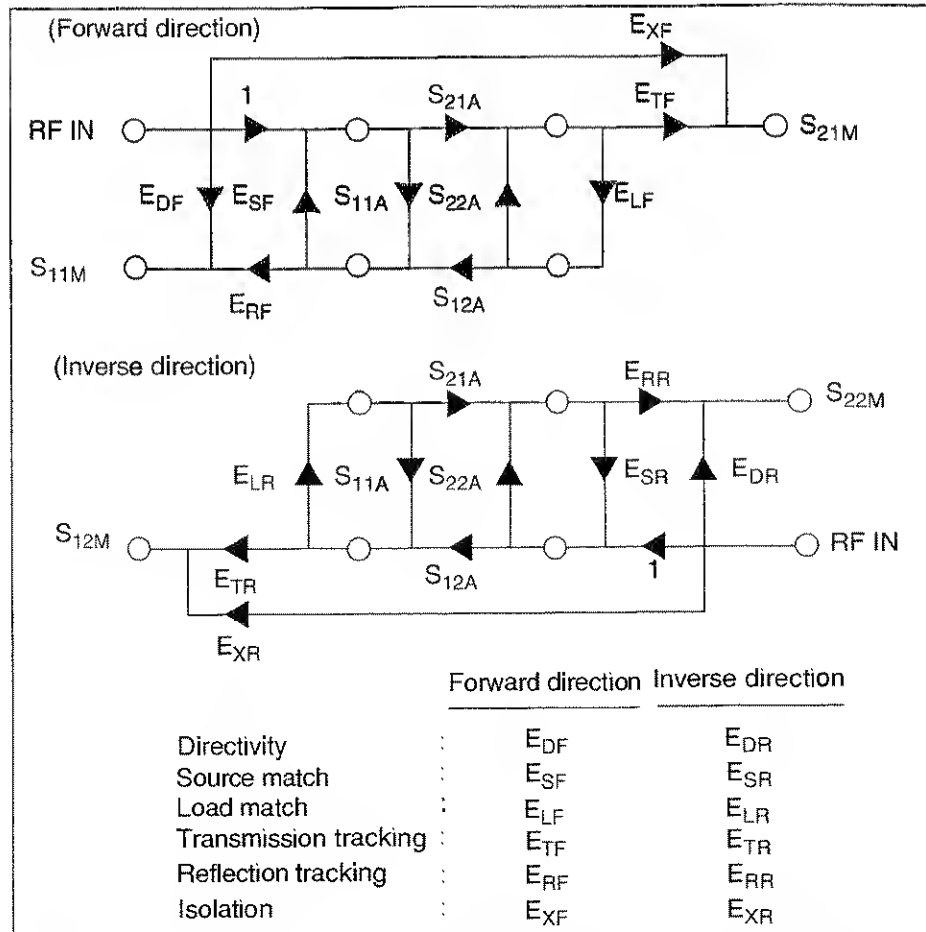 (Forward direction)
E_XF
1
S_21A
E_TF
RF IN
S_21M
E_DF
E_SF
S_11A
S_22A
E_LF
S_11M
E_RF
S_12A
(Inverse direction)
S_21A
E_RR
S_22M
E_LR
S_11A
S_22A
E_SR
E_DR
S_12M
RF IN
E_TR
S_12A
1
E_XR
Forward direction Inverse direction
Directivity : E_DF E_DR
Source match : E_SF E_SR
Load match : E_LF E_LR
Transmission tracking : E_TF E_TR
Reflection tracking : E_RF E_RR
Isolation : E_XF E_XR